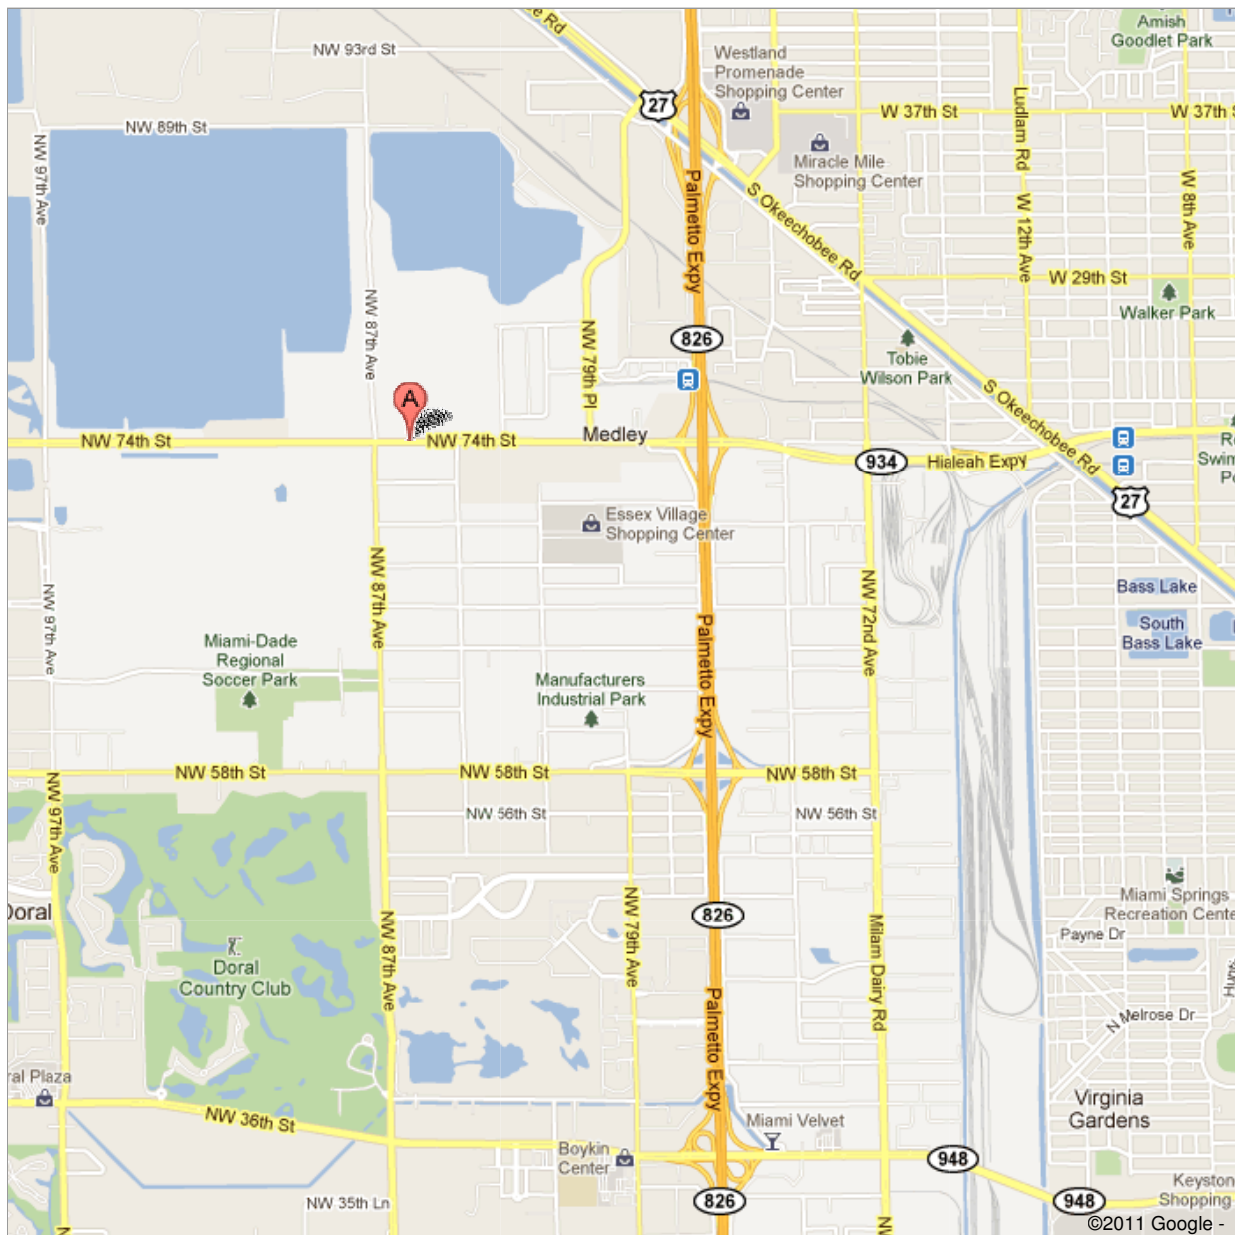 ee Rd
NW 93rd St
Westland
Promenade
Shopping Center
Amish
Goodlet Park
27
W 37th St
W 37th S
NW 89th St
NW 97th Ave
Ludlam Rd
Miracle Mile
Shopping Center
Palmetto Expy
S Okeechobee Rd
W 12th Ave
W 8th Ave
W 29th St
Walker Park
NW 87th Ave
NW 79th Pl
826
Tobie
Wilson Park
S Okeechobee Rd
A
NW 74th St
NW 74th St
Medley
934
Hialeah Expy
Swim
27
Essex Village
Shopping Center
NW 87th Ave
NW 72nd Ave
NW 97th Ave
Bass Lake
South
Bass Lake
Miami-Dade
Regional
Soccer Park
Palmetto Expy
Manufacturers
Industrial Park
NW 58th St
NW 58th St
NW 58th St
NW 97th Ave
NW 56th St
NW 56th St
Doral
826
Miami Springs
Recreation Cente
Payne Dr
NW 87th Ave
NW 79th Ave
Milam Dairy Rd
Doral
Country Club
Palmetto Expy
N Melrose Dr
ral Plaza
NW 36th St
Virginia
Gardens
Miami Velvet
Boykin
Center
948
Keyston
Shopping
NW 35th Ln
826
948
NW
©2011 Google -